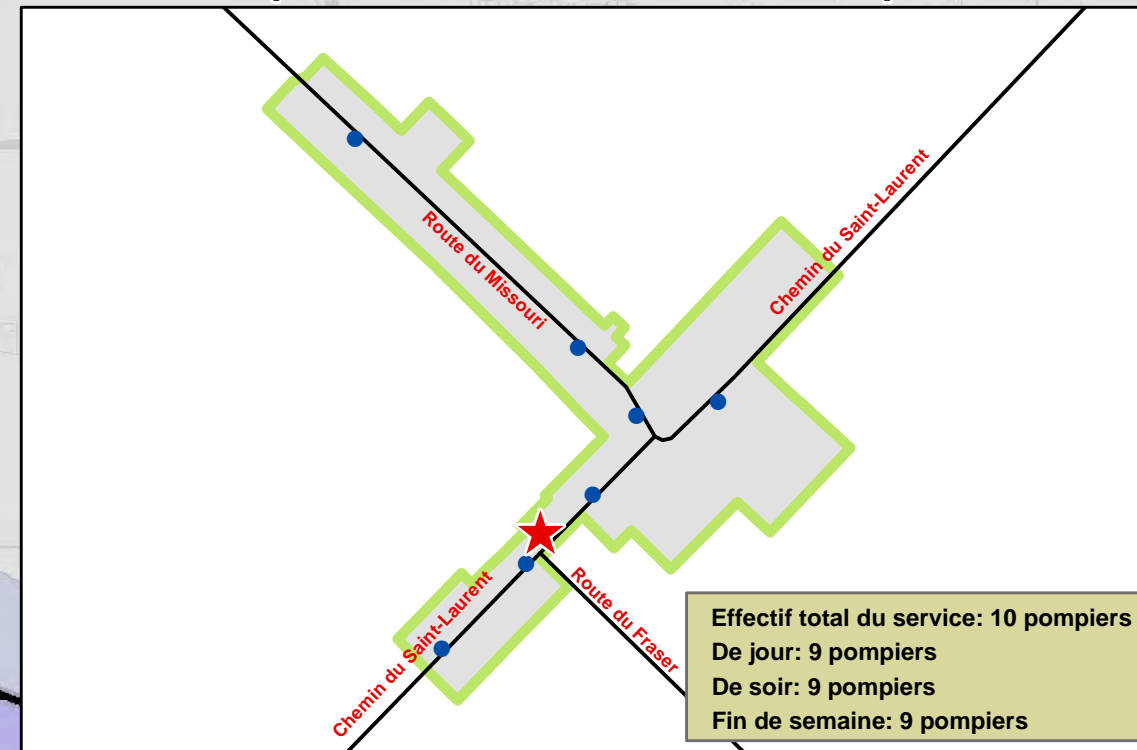 Chemin du Saint-Laurent
Route du Missouri
Chemin du Saint-Laurent
Route du Fraser
Effectif total du service: 10 pompiers
De jour: 9 pompiers
De soir: 9 pompiers
Fin de semaine: 9 pompiers